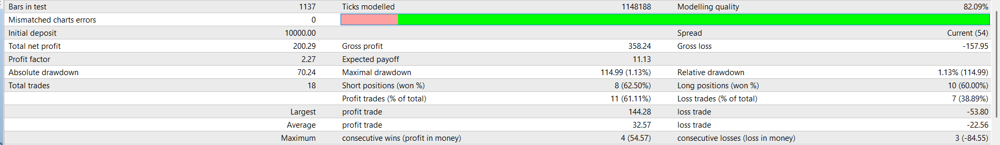 Bars in test 1137 Ticks modelled 1148188 Modelling quality 82.09%
Mismatched charts errors 0
Initial deposit 10000.00 Spread Current (54)
Total net profit 200.29 Gross profit 358.24 Gross loss -157.95
Profit factor 2.27 Expected payoff 11.13
Absolute drawdown 70.24 Maximal drawdown 114.99 (1.13%) Relative drawdown 1.13% (114.99)
Total trades 18 Short positions (won %) 8 (62.50%) Long positions (won %) 10 (60.00%)
Profit trades (% of total) 11 (61.11%) Loss trades (% of total) 7 (38.89%)
Largest profit trade 144.28 loss trade -53.80
Average profit trade 32.57 loss trade -22.56
Maximum consecutive wins (profit in money) 4 (54.57) consecutive losses (loss in money) 3 (-84.55)